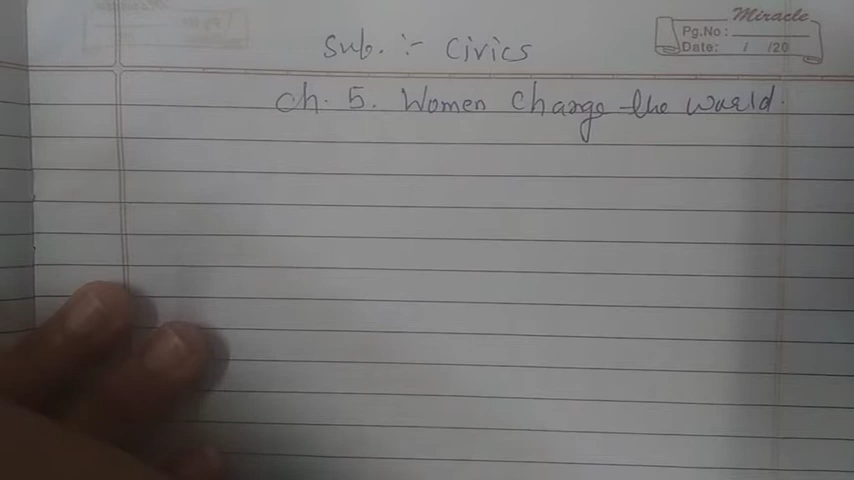 Miracle
Pg.No:
Date: / /20
Sub. :- Civics
Ch. 5. Women Change the world.